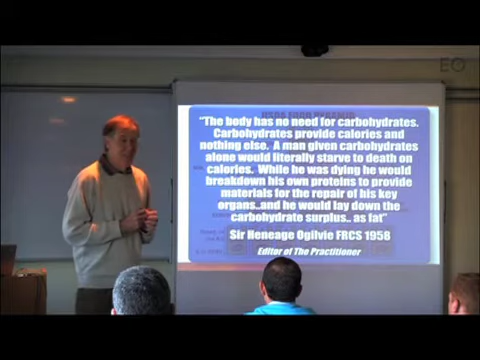 EO
"The body has no need for carbohydrates.
Carbohydrates provide calories and
nothing else. A man given carbohydrates
alone would literally starve to death on
calories. While he was dying he would
breakdown his own proteins to provide
materials for the repair of his key
organs..and he would lay down the
carbohydrate surplus.. as fat"
Sir Heneage Ogilvie FRCS 1958
Editor of The Practitioner